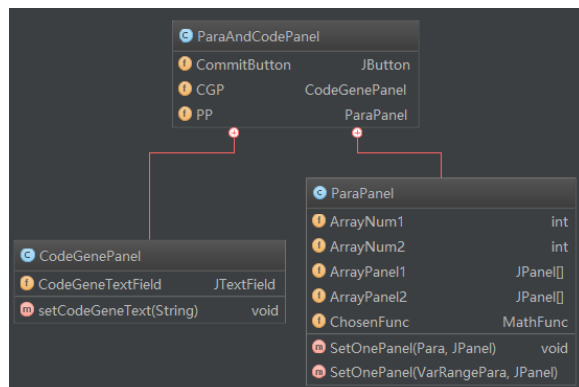 ParaAndCodePanel
CommitButton JButton
CGP CodeGenePanel
PP ParaPanel
CodeGenePanel
CodeGeneTextField JTextField
setCodeGeneText(String) void
ParaPanel
ArrayNum1 int
ArrayNum2 int
ArrayPanel1 JPanel[]
ArrayPanel2 JPanel[]
ChosenFunc MathFunc
SetOnePanel(Para, JPanel) void
SetOnePanel(VarRangePara, JPanel)